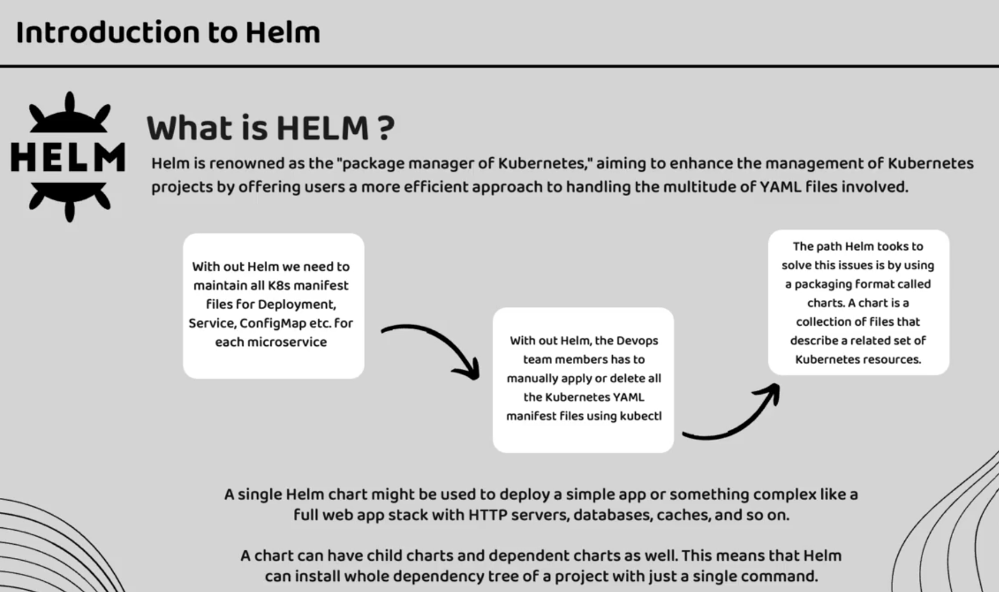 Introduction to Helm
HELM
What is HELM ?
Helm is renowned as the "package manager of Kubernetes," aiming to enhance the management of Kubernetes
projects by offering users a more efficient approach to handling the multitude of YAML files involved.
With out Helm we need to
maintain all K8s manifest
files for Deployment,
Service, ConfigMap etc. for
each microservice
With out Helm, the Devops
team members has to
manually apply or delete all
the Kubernetes YAML
manifest files using kubectl
The path Helm tooks to
solve this issues is by using
a packaging format called
charts. A chart is a
collection of files that
describe a related set of
Kubernetes resources.
A single Helm chart might be used to deploy a simple app or something complex like a
full web app stack with HTTP servers, databases, caches, and so on.
A chart can have child charts and dependent charts as well. This means that Helm
can install whole dependency tree of a project with just a single command.